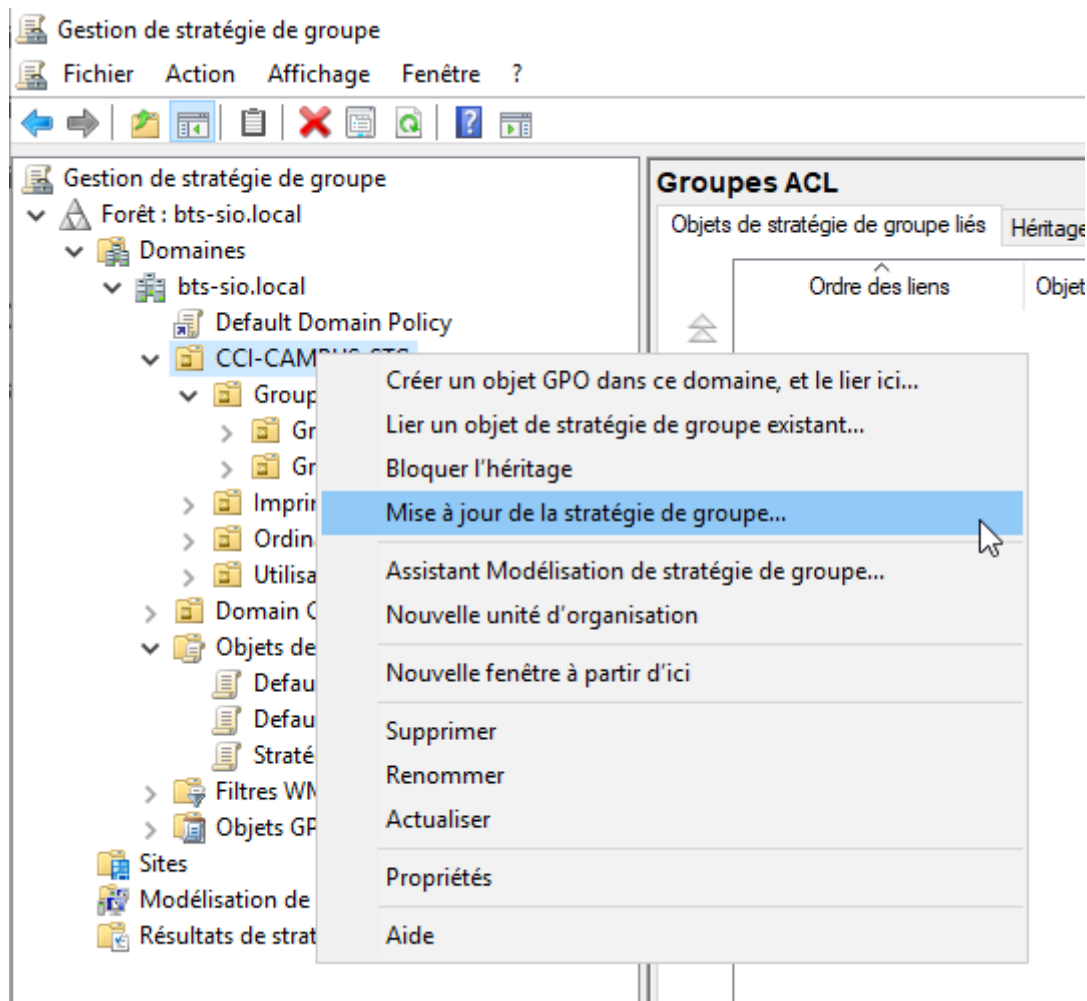 Gestion de stratégie de groupe
Fichier Action Affichage Fenêtre ?
Gestion de stratégie de groupe
Forêt : bts-sio.local
Domaines
bts-sio.local
Default Domain Policy
CCI-CAMPUS-STG
Group
Gr
Gr
Imprin
Ordin
Utilisa
Domain C
Objets de
Defau
Defau
Straté
Filtres WM
Objets GP
Sites
Modélisation de
Résultats de strat
Groupes ACL
Objets de stratégie de groupe liés Héritage
Ordre des liens Objet
Créer un objet GPO dans ce domaine, et le lier ici...
Lier un objet de stratégie de groupe existant...
Bloquer l'héritage
Mise à jour de la stratégie de groupe...
Assistant Modélisation de stratégie de groupe...
Nouvelle unité d'organisation
Nouvelle fenêtre à partir d'ici
Supprimer
Renommer
Actualiser
Propriétés
Aide